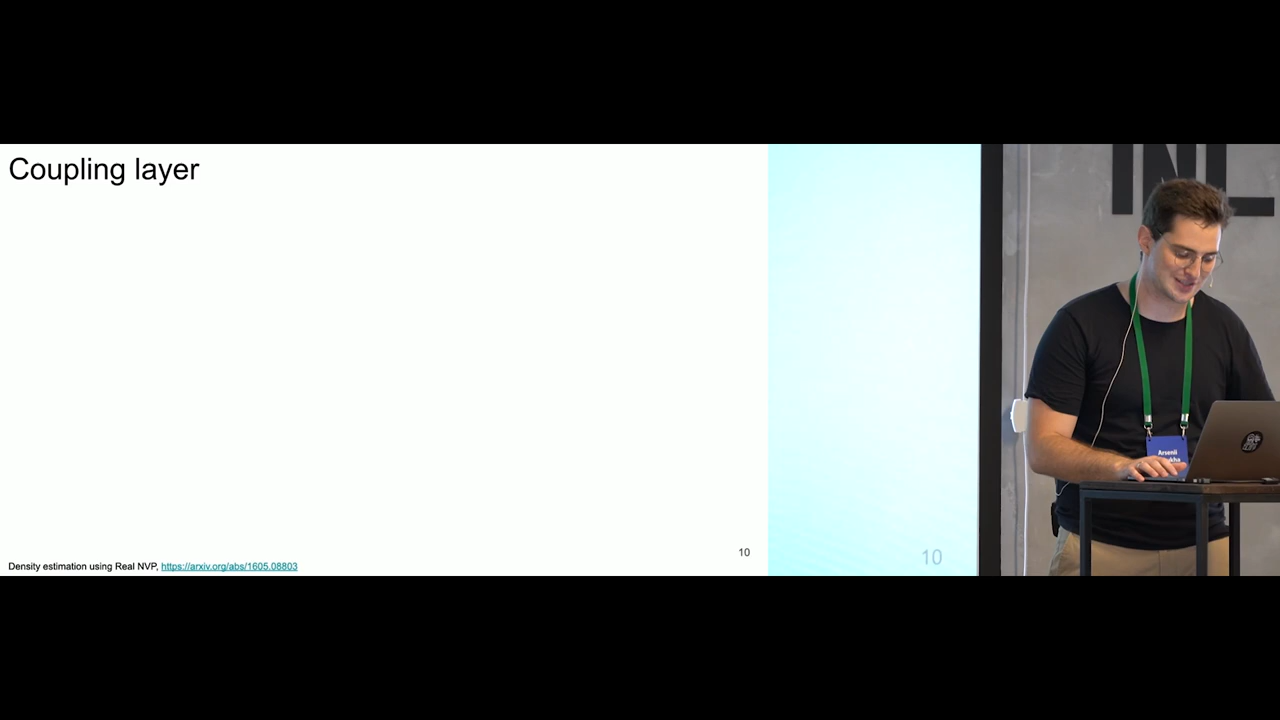 Coupling layer
10
Density estimation using Real NVP, https://arxiv.org/abs/1605.08803
10
Arsenii